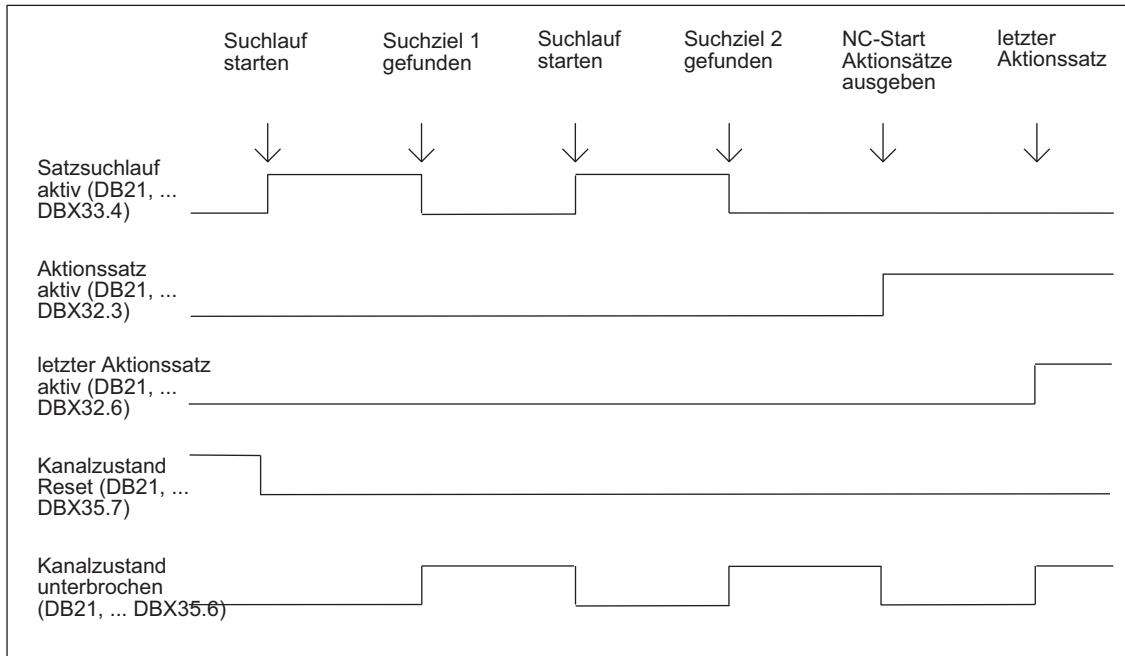 Suchlauf
starten
Suchziel 1
gefunden
Suchlauf
starten
Suchziel 2
gefunden
NC-Start
Aktionsätze
ausgeben
letzter
Aktionssatz
Satzsuchlauf
aktiv (DB21, ...
DBX33.4)
Aktionssatz
aktiv (DB21, ...
DBX32.3)
letzter Aktionssatz
aktiv (DB21, ...
DBX32.6)
Kanalzustand
Reset (DB21, ...
DBX35.7)
Kanalzustand
unterbrochen
(DB21, ... DBX35.6)